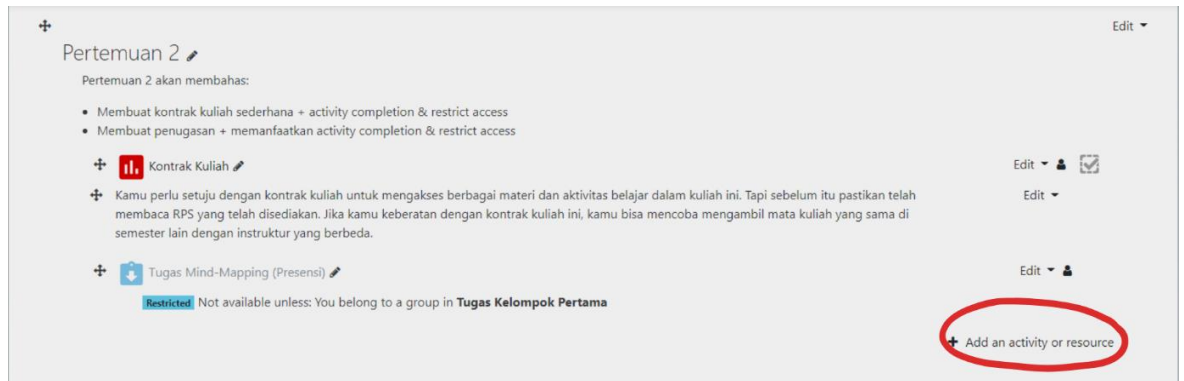 Edit
Pertemuan 2
Pertemuan 2 akan membahas:
Membuat kontrak kuliah sederhana + activity completion & restrict access
Membuat penugasan + memanfaatkan activity completion & restrict access
Kontrak Kuliah Edit
Kamu perlu setuju dengan kontrak kuliah untuk mengakses berbagai materi dan aktivitas belajar dalam kuliah ini. Tapi sebelum itu pastikan telah Edit
membaca RPS yang telah disediakan. Jika kamu keberatan dengan kontrak kuliah ini, kamu bisa mencoba mengambil mata kuliah yang sama di
semester lain dengan instruktur yang berbeda.
Tugas Mind-Mapping (Presensi) Edit
Restricted Not available unless: You belong to a group in Tugas Kelompok Pertama
+ Add an activity or resource